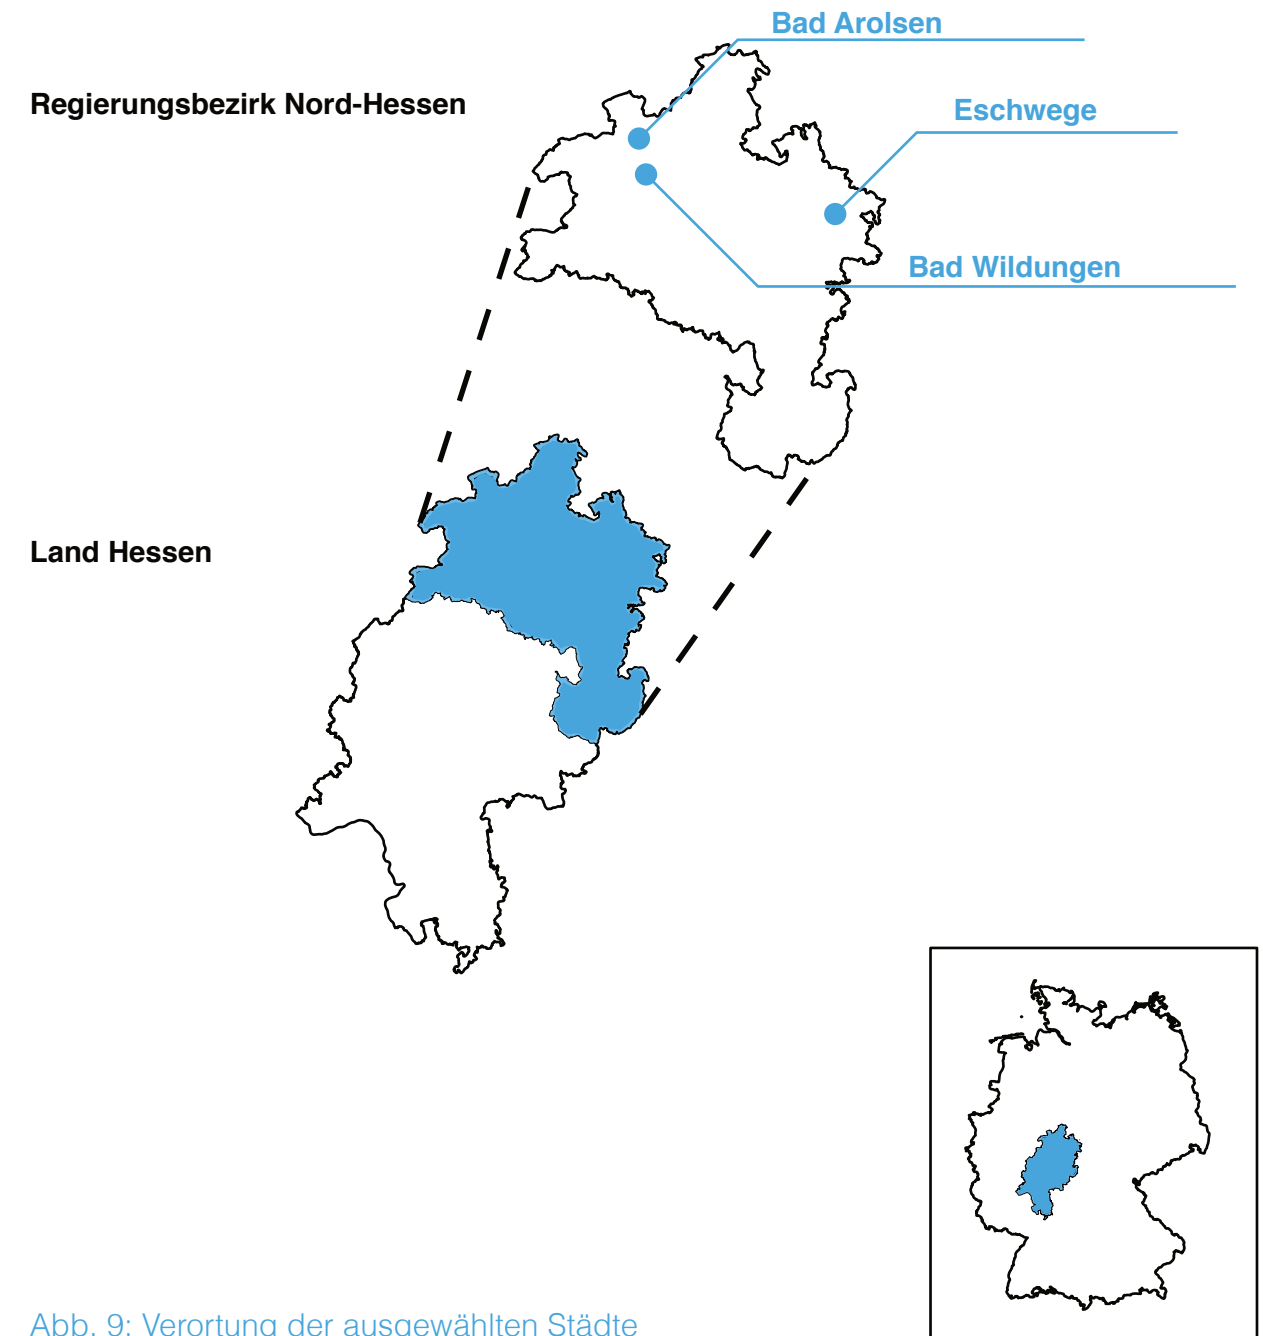 Bad Arolsen
Regierungsbezirk Nord-Hessen
Eschwege
Bad Wildungen
Land Hessen
Abb. 9: Verortung der ausgewählten Städte